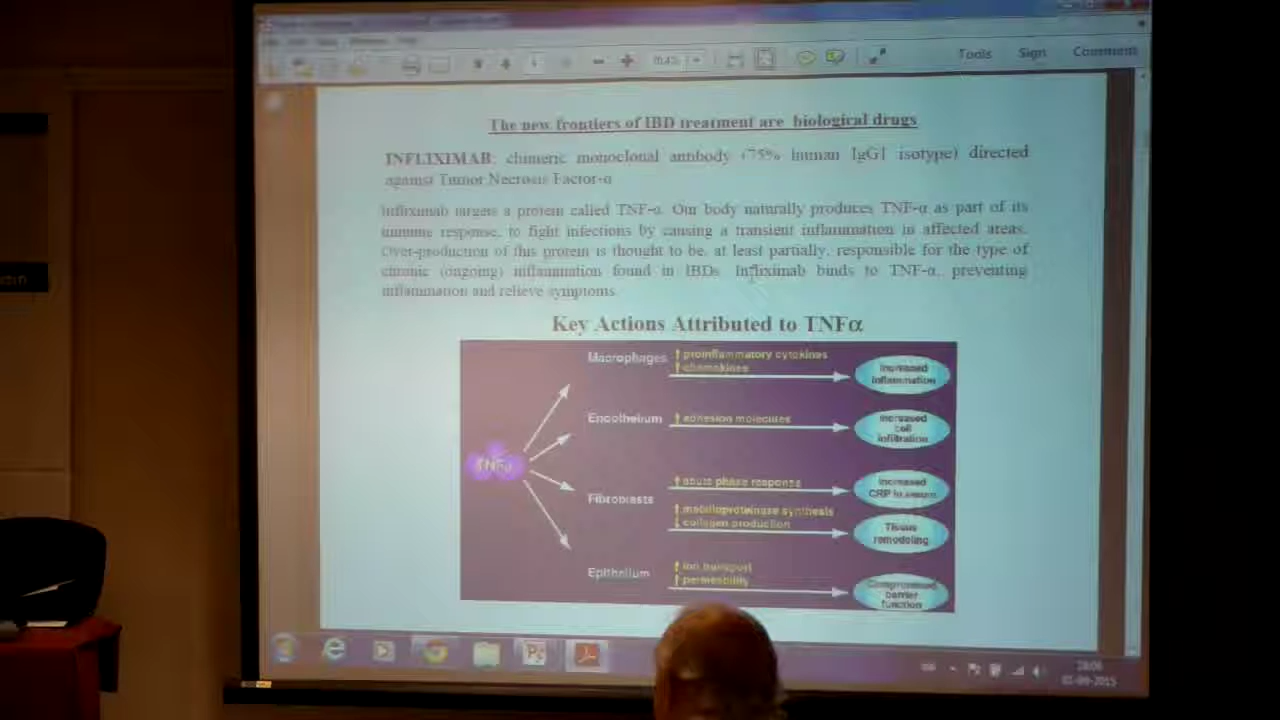 Tools Sign Comment
The new frontiers of IBD treatment are biological drugs
INFLIXIMAB: chimeric monoclonal antibody (75% human IgG1 isotype) directed
against Tumor Necrosis Factor-α
Infliximab targets a protein called TNF-α. Our body naturally produces TNF-α as part of its
immune response, to fight infections by causing a transient inflammation in affected areas.
Over-production of this protein is thought to be, at least partially, responsible for the type of
chronic (ongoing) inflammation found in IBDs. Infliximab binds to TNF-α, preventing
inflammation and relieve symptoms.
Key Actions Attributed to TNFα
TNFα
Macrophages
↑ proinflammatory cytokines
↑ chemokines
Increased
inflammation
Endothelium
↑ adhesion molecules
Increased
cell
infiltration
Fibroblasts
↑ acute phase response
Increased
CRP in serum
↑ metalloproteinase synthesis
↓ collagen production
Tissue
remodeling
Epithelium
↑ ion transport
↑ permeability
Compromised
barrier
function